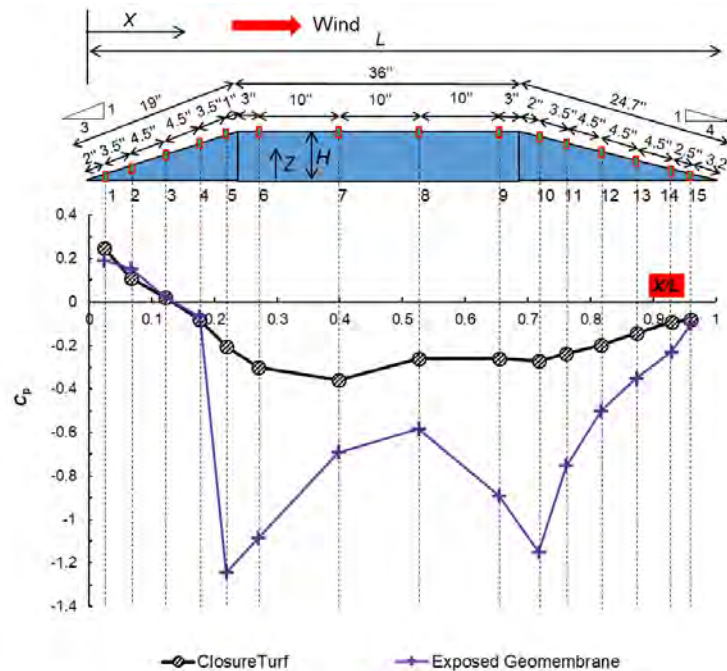 X
Wind
L
36"
19"
24.7"
1
3
1
4
2" 3.5" 4.5" 4.5" 3.5" 1" 3" 10" 10" 10" 3" 2" 3.5" 4.5" 4.5" 4.5" 2.5" 3.2"
Z H
1 2 3 4 5 6 7 8 9 10 11 12 13 14 15
0.4
0.2
X/L
0
0 0.1 0.2 0.3 0.4 0.5 0.6 0.7 0.8 0.9 1
-0.2
-0.4
Cp
-0.6
-0.8
-1
-1.2
-1.4
ClosureTurf Exposed Geomembrane